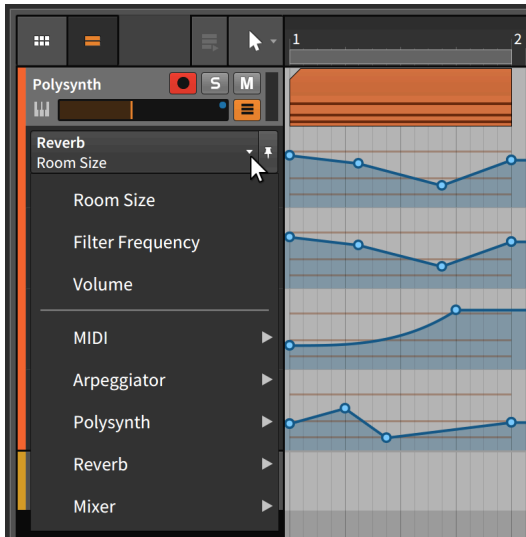 1
2
Polysynth
S
M
Reverb
Room Size
Room Size
Filter Frequency
Volume
MIDI
Arpeggiator
Polysynth
Reverb
Mixer